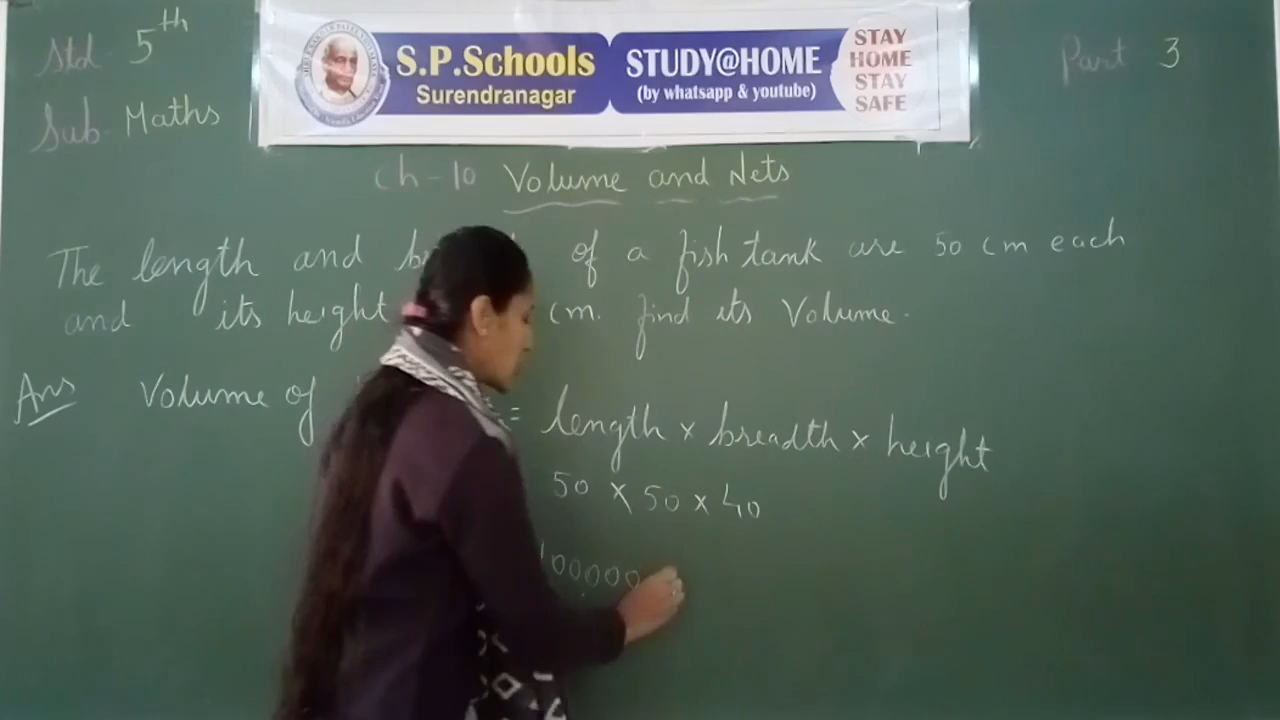 Std 5th
Sub Maths
S.P.Schools
Surendranagar
STUDY@HOME
(by whatsapp & youtube)
STAY
HOME
STAY
SAFE
Part 3
Ch-10 Volume and Nets
The length and of a fish tank are 50 cm each
and its height cm. find its Volume.
Ans Volume of = length × breadth × height
50 × 50 × 40
100000